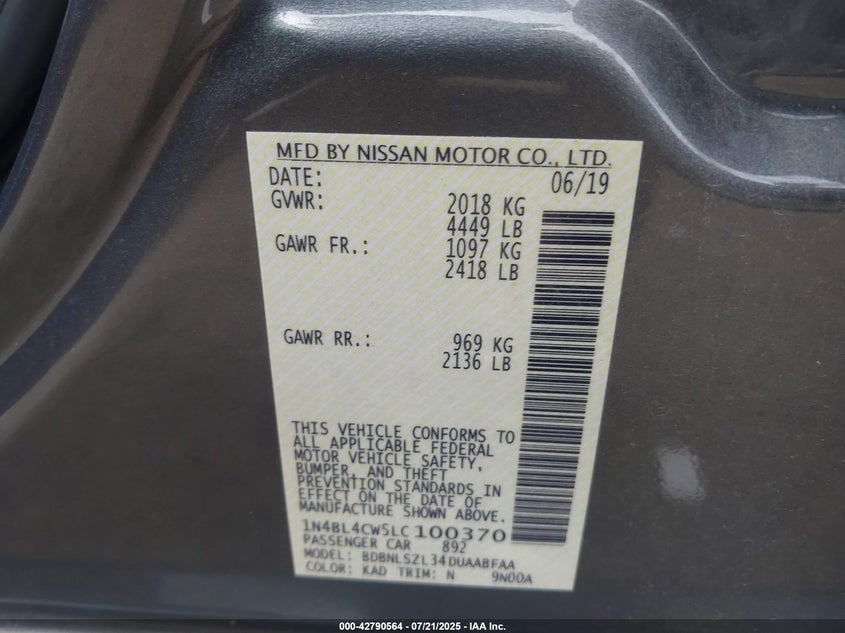 MFD BY NISSAN MOTOR CO., LTD.
DATE: 06/19
GVWR: 2018 KG
4449 LB
GAWR FR.: 1097 KG
2418 LB
GAWR RR.: 969 KG
2136 LB
THIS VEHICLE CONFORMS TO
ALL APPLICABLE FEDERAL
MOTOR VEHICLE SAFETY,
BUMPER, AND THEFT
PREVENTION STANDARDS IN
EFFECT ON THE DATE OF
MANUFACTURE SHOWN ABOVE.
1N4BL4CW5LC100370
PASSENGER CAR 892
MODEL: BDBNLSZL34DUAABFAA
COLOR: KAD TRIM: N 9N00A
000-42790564 - 07/21/2025 - IAA Inc.